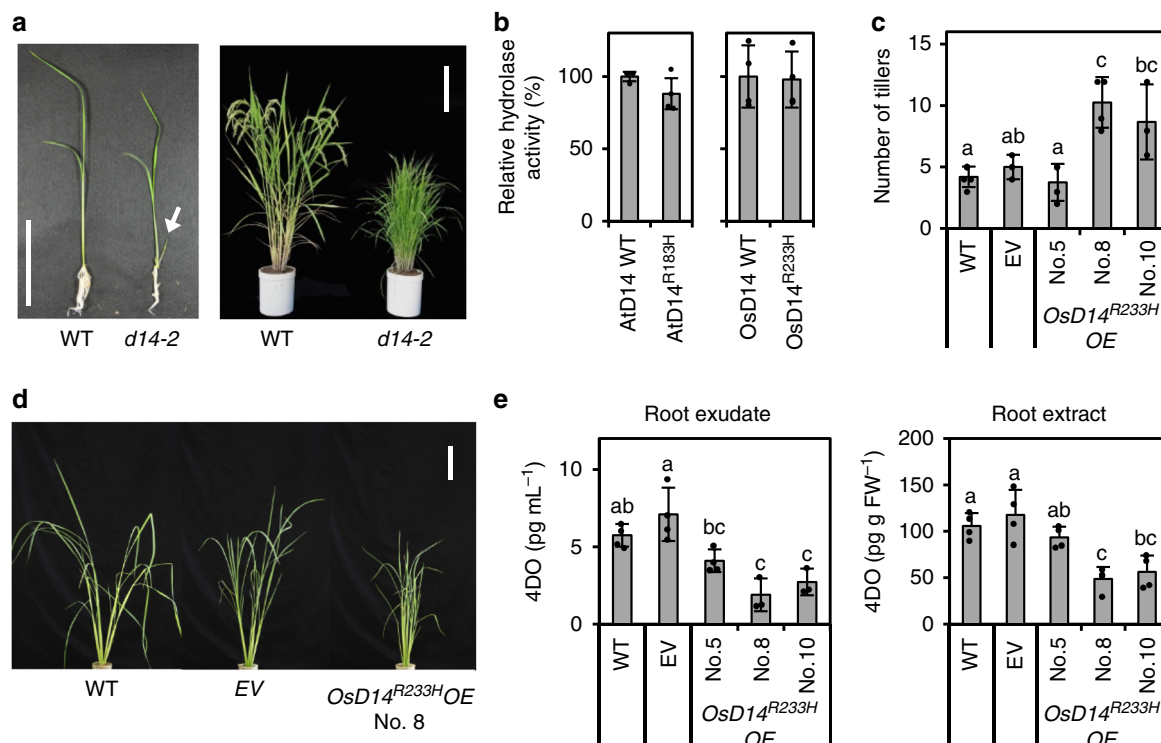 a
WT d14-2
WT d14-2
b
Relative hydrolase
activity (%)
100
50
0
AtD14 WT
AtD14R183H
OsD14 WT
OsD14R233H
c
Number of tillers
15
10
5
0
a
ab
a
c
bc
WT
EV
No.5
No.8
No.10
OsD14R233H
OE
d
WT
EV
OsD14R233HOE
No. 8
e
Root exudate
4DO (pg mL−1)
10
5
0
ab
a
bc
c
c
WT
EV
No.5
No.8
No.10
OsD14R233H
OE
Root extract
4DO (pg g FW−1)
200
150
100
50
0
a
a
ab
c
bc
WT
EV
No.5
No.8
No.10
OsD14R233H
OE